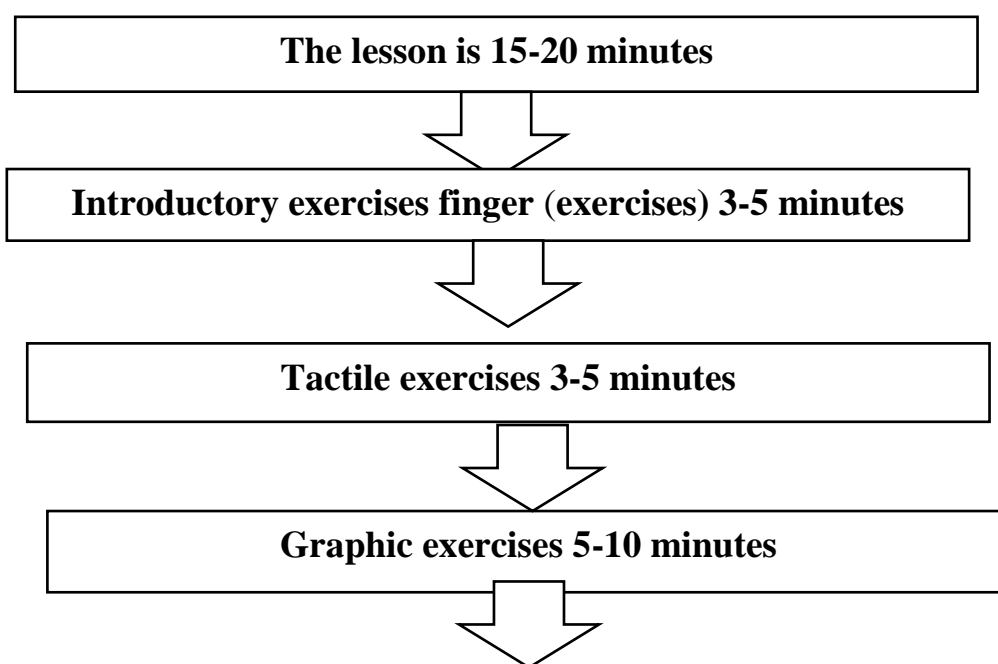 The lesson is 15-20 minutes
Introductory exercises finger (exercises) 3-5 minutes
Tactile exercises 3-5 minutes
Graphic exercises 5-10 minutes